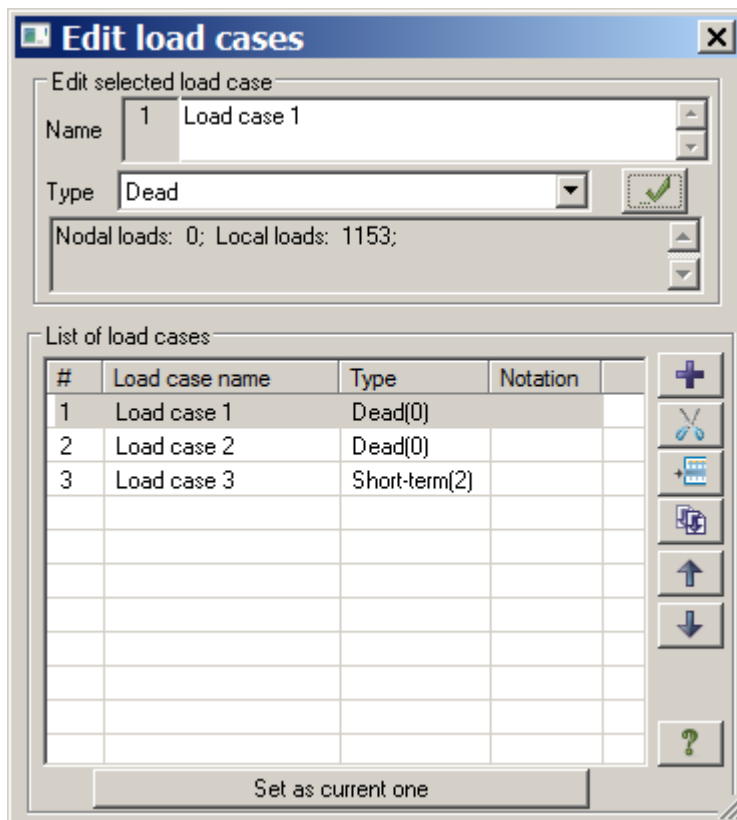 Edit load cases
Edit selected load case
Name 1 Load case 1
Type Dead
Nodal loads: 0; Local loads: 1153;
List of load cases
# Load case name Type Notation
1 Load case 1 Dead(0)
2 Load case 2 Dead(0)
3 Load case 3 Short-term(2)
?
Set as current one